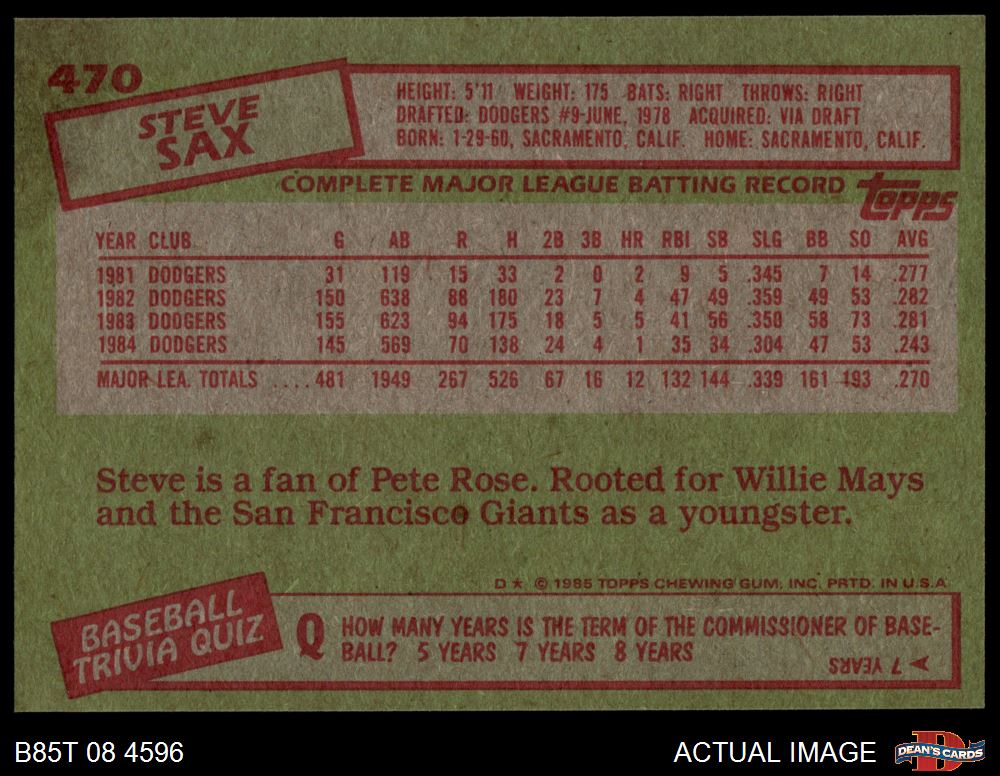 470
STEVE
SAX
HEIGHT: 5'11 WEIGHT: 175 BATS: RIGHT THROWS: RIGHT
DRAFTED: DODGERS #9-JUNE, 1978 ACQUIRED: VIA DRAFT
BORN: 1-29-60, SACRAMENTO, CALIF. HOME: SACRAMENTO, CALIF.
COMPLETE MAJOR LEAGUE BATTING RECORD topps
YEAR CLUB G AB R H 2B 3B HR RBI SB SLG BB SO AVG
1981 DODGERS 31 119 15 33 2 0 2 9 5 .345 7 14 .277
1982 DODGERS 150 638 88 180 23 7 4 47 49 .359 49 53 .282
1983 DODGERS 155 623 94 175 18 5 5 41 56 .350 58 73 .281
1984 DODGERS 145 569 70 138 24 4 1 35 34 .304 47 53 .243
MAJOR LEA. TOTALS ....481 1949 267 526 67 16 12 132 144 .339 161 193 .270
Steve is a fan of Pete Rose. Rooted for Willie Mays
and the San Francisco Giants as a youngster.
D ★ © 1985 TOPPS CHEWING GUM, INC. PRTD. IN U.S.A.
BASEBALL
TRIVIA QUIZ
Q HOW MANY YEARS IS THE TERM OF THE COMMISSIONER OF BASE-
BALL? 5 YEARS 7 YEARS 8 YEARS
7 YEARS
B85T 08 4596
ACTUAL IMAGE
D
DEAN'S CARDS